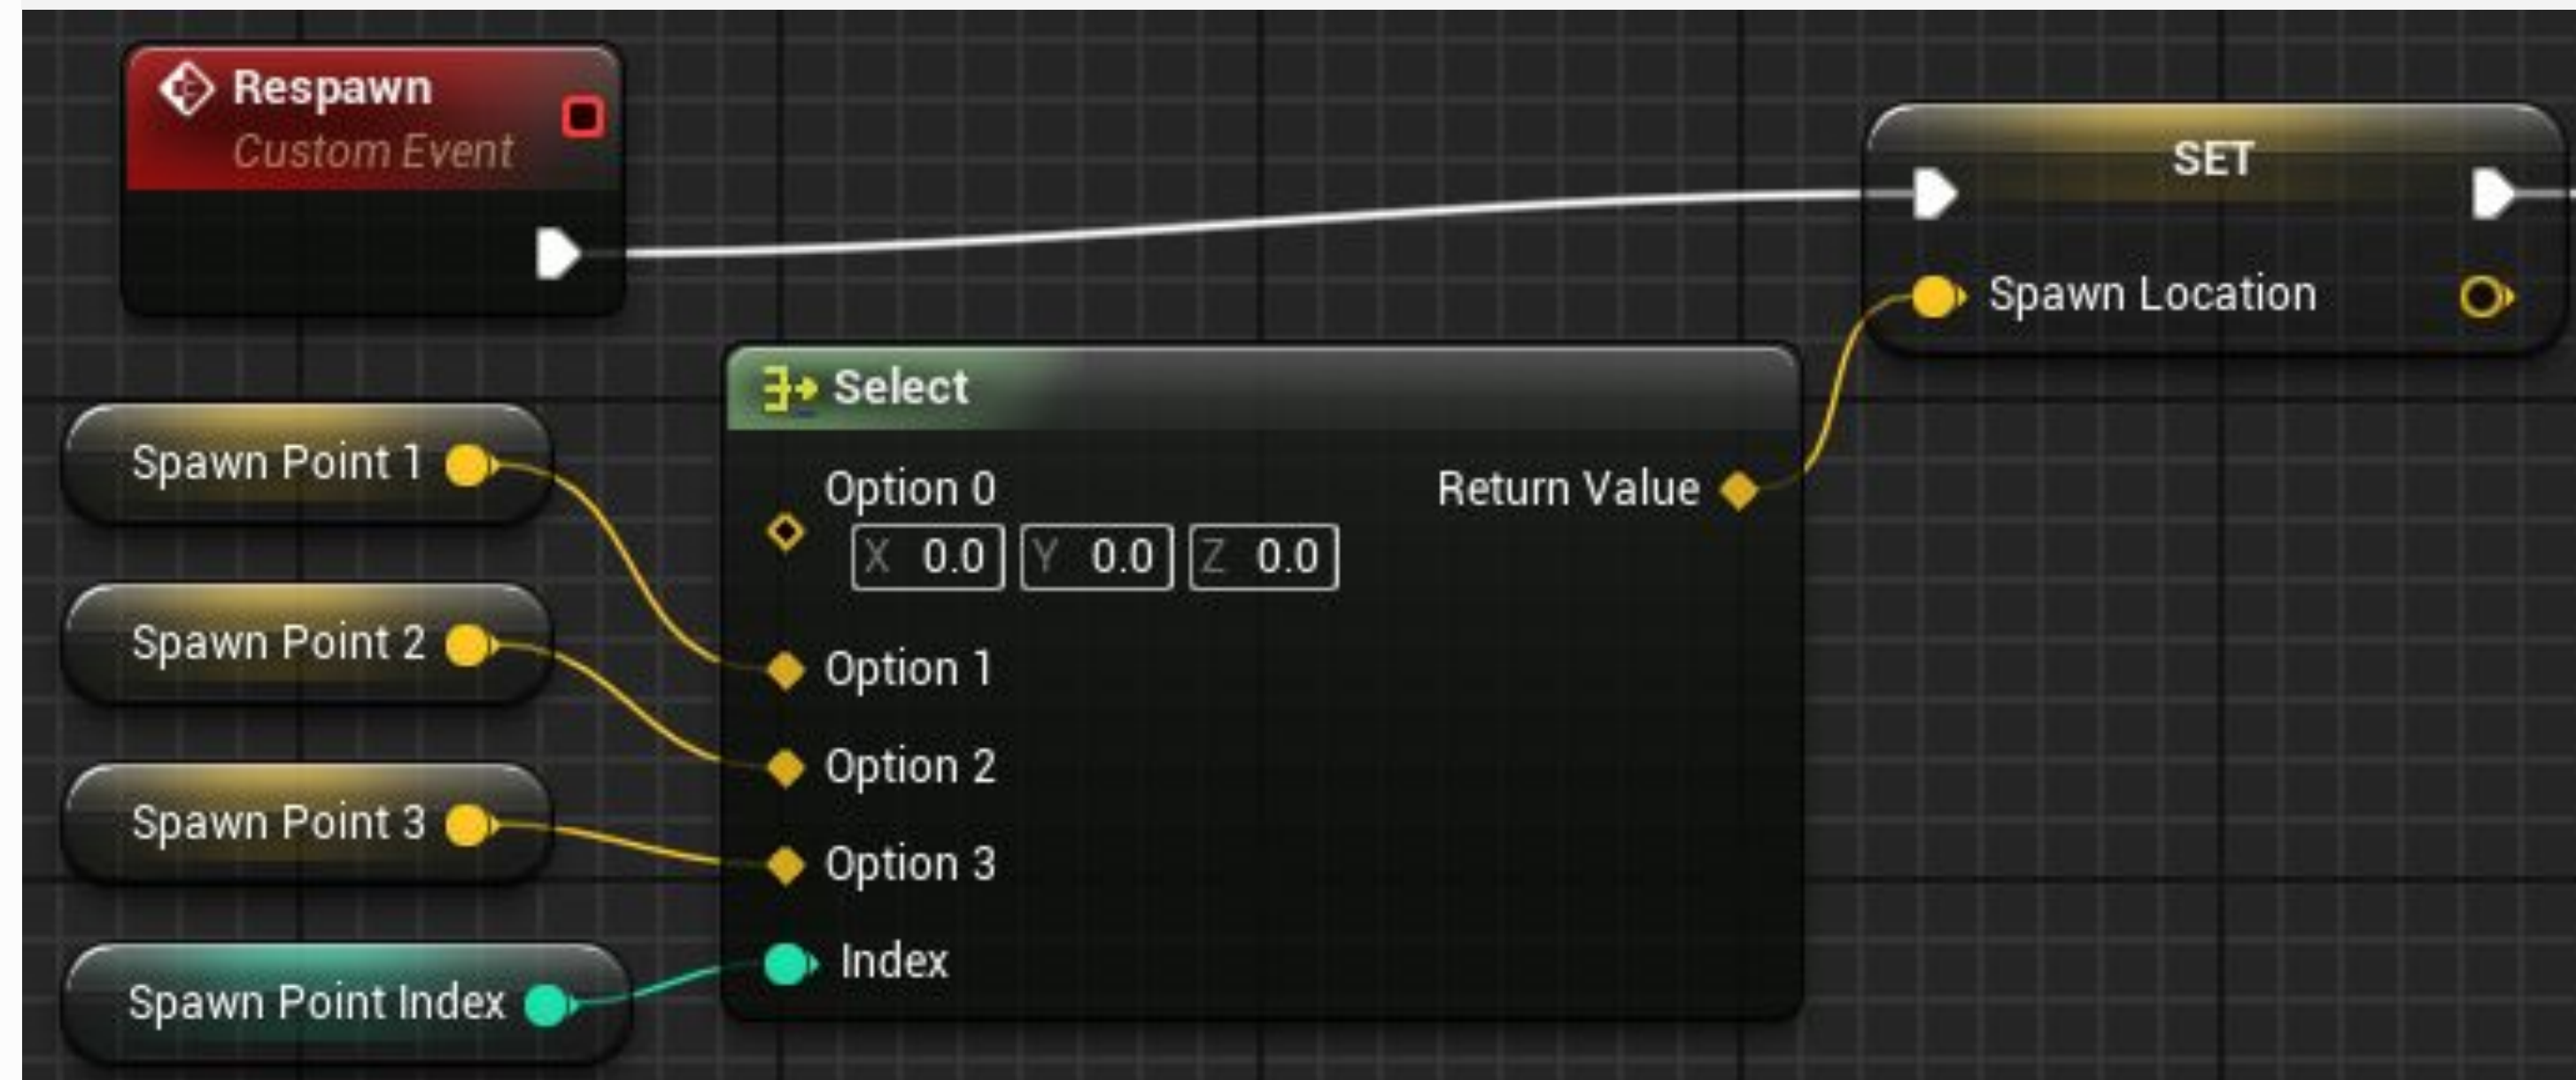 Respawn
Custom Event
SET
Spawn Location
Select
Spawn Point 1
Option 0
Return Value
X 0.0 Y 0.0 Z 0.0
Spawn Point 2
Option 1
Option 2
Spawn Point 3
Option 3
Index
Spawn Point Index